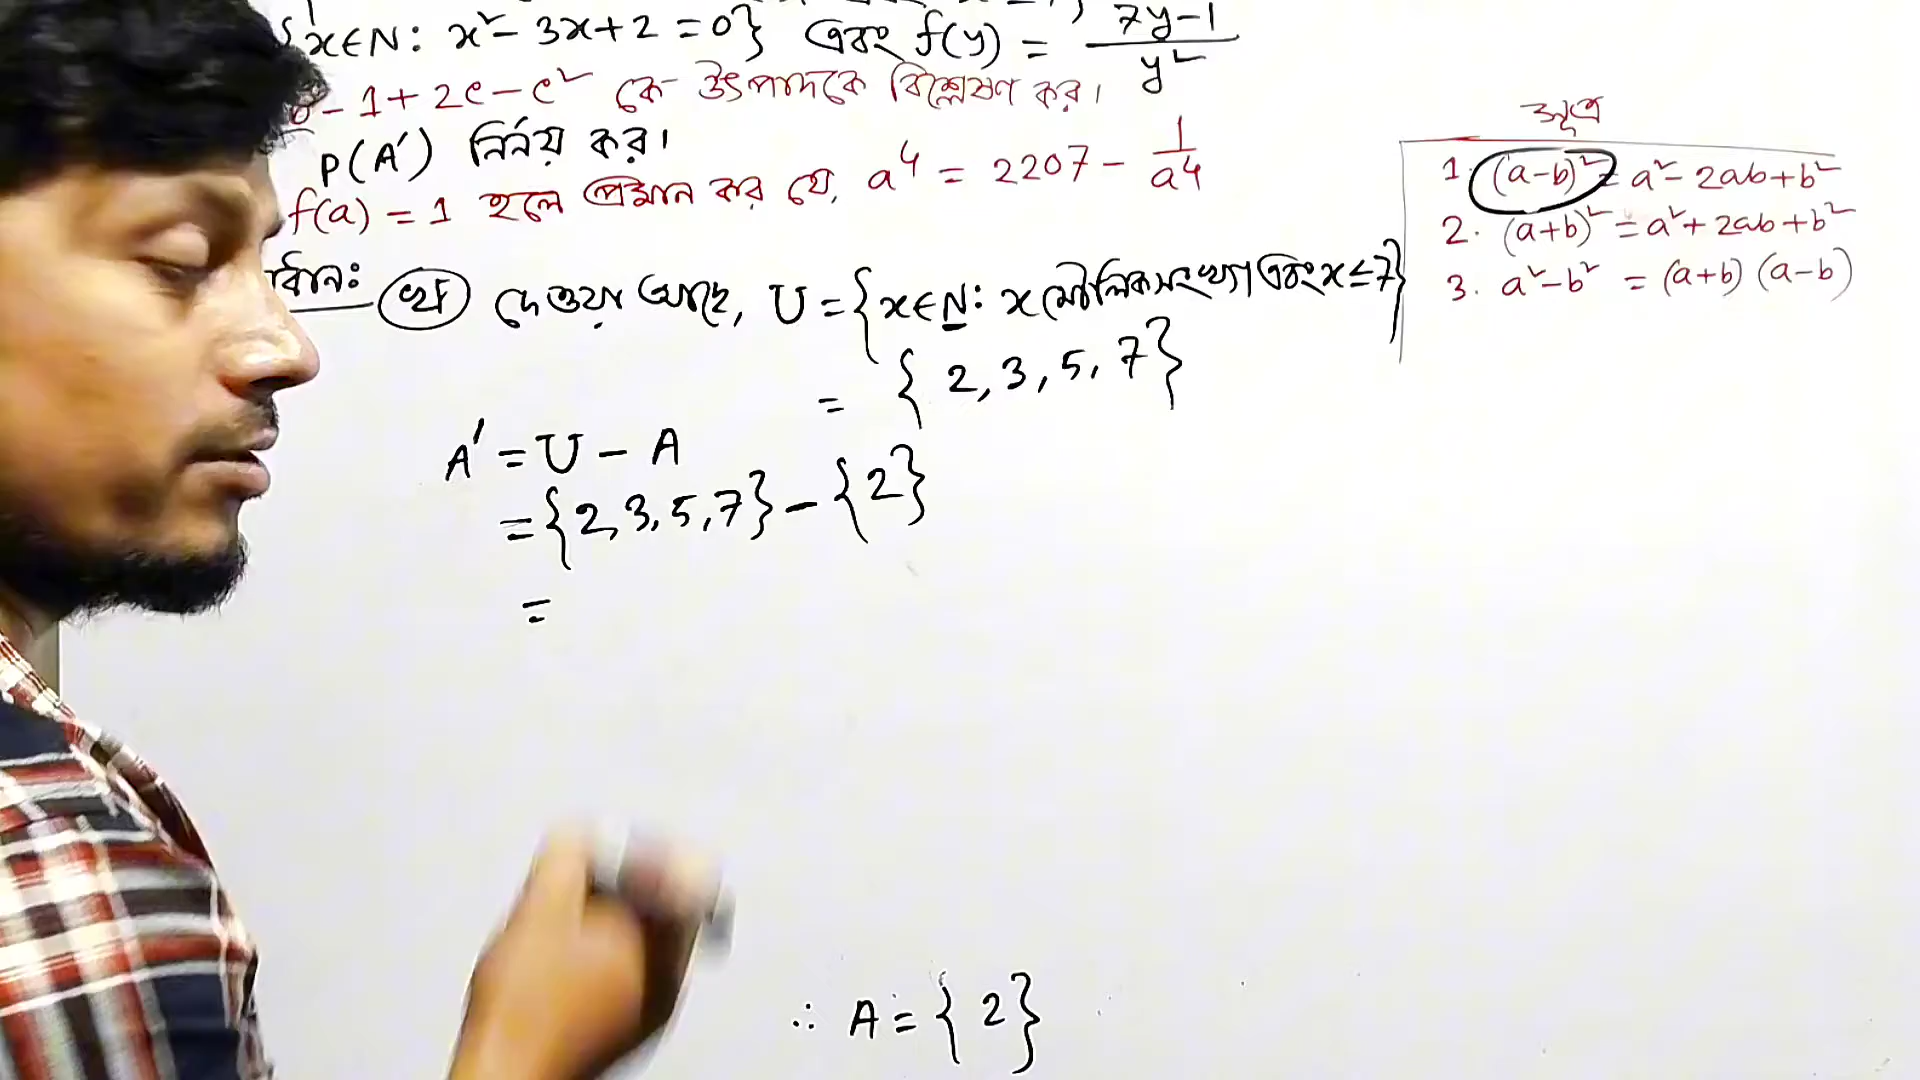 x∈N: x² - 3x + 2 = 0} এবং f(y) = 7y-1 / y²
- 1 + 2c - c² কে উৎপাদকে বিশ্লেষণ কর।
P(A') নির্নয় কর।
f(a) = 1 হলে প্রমান কর যে, a⁴ = 2207 - 1/a⁴
সূত্র
1. (a-b)² = a² - 2ab + b²
2. (a+b)² = a² + 2ab + b²
3. a² - b² = (a+b) (a-b)
খ দেওয়া আছে, U = {x∈N: x মৌলিক সংখ্যা এবং x ≤ 7}
= {2, 3, 5, 7}
A' = U - A
= {2, 3, 5, 7} - {2}
=
∴ A = {2}